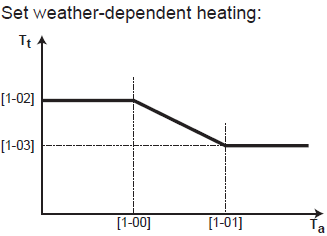 Set weather-dependent heating:
Tt
[1-02]
[1-03]
[1-00] [1-01] Ta